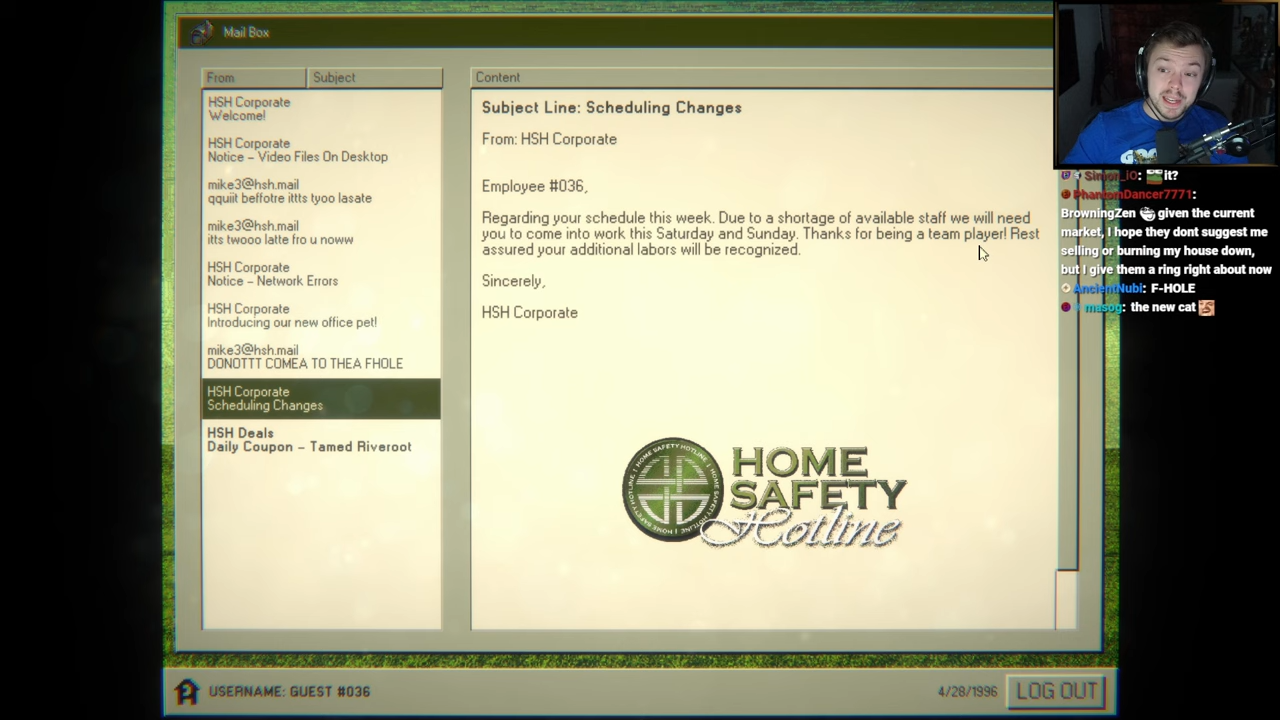 Mail Box
From
Subject
Content
HSH Corporate
Welcome!
HSH Corporate
Notice - Video Files On Desktop
mike3@hsh.mail
qquiit beffotre ittts tyoo lasate
mike3@hsh.mail
itts twooo latte fro u noww
HSH Corporate
Notice - Network Errors
HSH Corporate
Introducing our new office pet!
mike3@hsh.mail
DONOTTT COMEA TO THEA FHOLE
HSH Corporate
Scheduling Changes
HSH Deals
Daily Coupon - Tamed Riveroot
Subject Line: Scheduling Changes
From: HSH Corporate
Employee #036,
Regarding your schedule this week. Due to a shortage of available staff we will need
you to come into work this Saturday and Sunday. Thanks for being a team player! Rest
assured your additional labors will be recognized.
Sincerely,
HSH Corporate
HOME
SAFETY
Hotline
USERNAME: GUEST #036
4/28/1996
LOG OUT
it?
PhantomDancer7771:
BrowningZen given the current
market, I hope they dont suggest me
selling or burning my house down,
but I give them a ring right about now
AncientNubi: F-HOLE
masog: the new cat